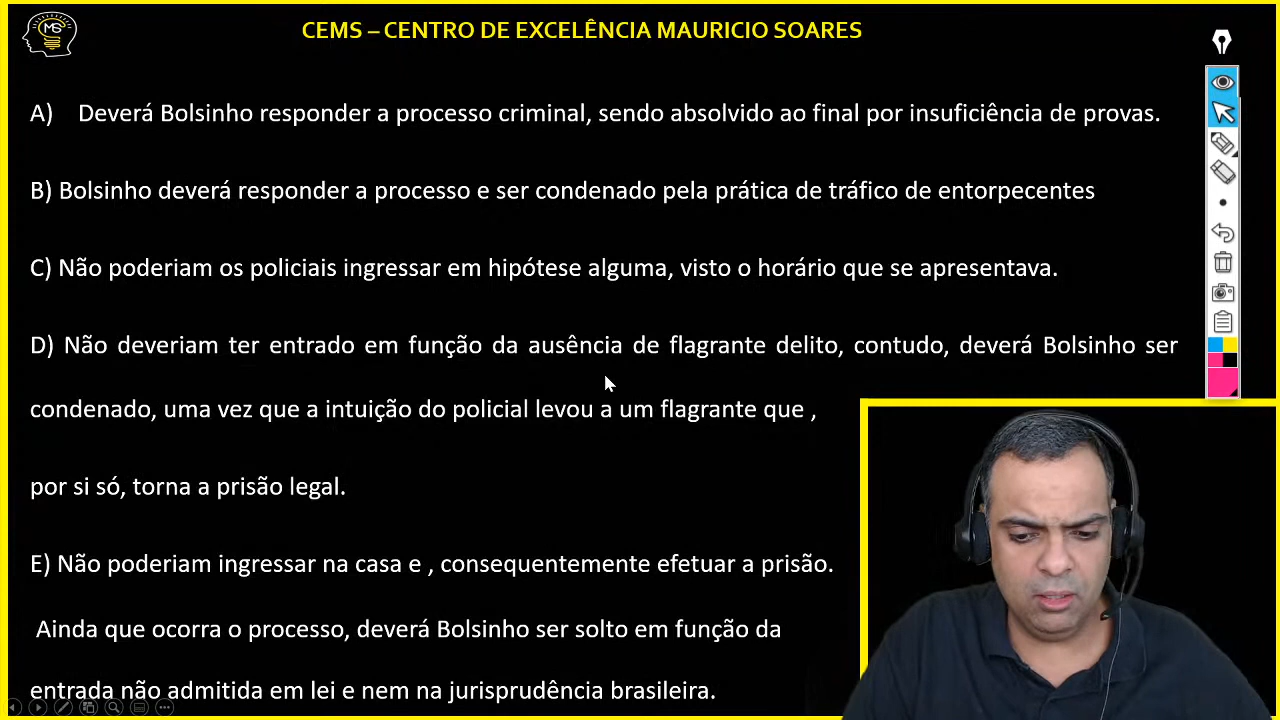 MS
CEMS – CENTRO DE EXCELÊNCIA MAURICIO SOARES
A) Deverá Bolsinho responder a processo criminal, sendo absolvido ao final por insuficiência de provas.
B) Bolsinho deverá responder a processo e ser condenado pela prática de tráfico de entorpecentes
C) Não poderiam os policiais ingressar em hipótese alguma, visto o horário que se apresentava.
D) Não deveriam ter entrado em função da ausência de flagrante delito, contudo, deverá Bolsinho ser
condenado, uma vez que a intuição do policial levou a um flagrante que ,
por si só, torna a prisão legal.
E) Não poderiam ingressar na casa e , consequentemente efetuar a prisão.
Ainda que ocorra o processo, deverá Bolsinho ser solto em função da
entrada não admitida em lei e nem na jurisprudência brasileira.